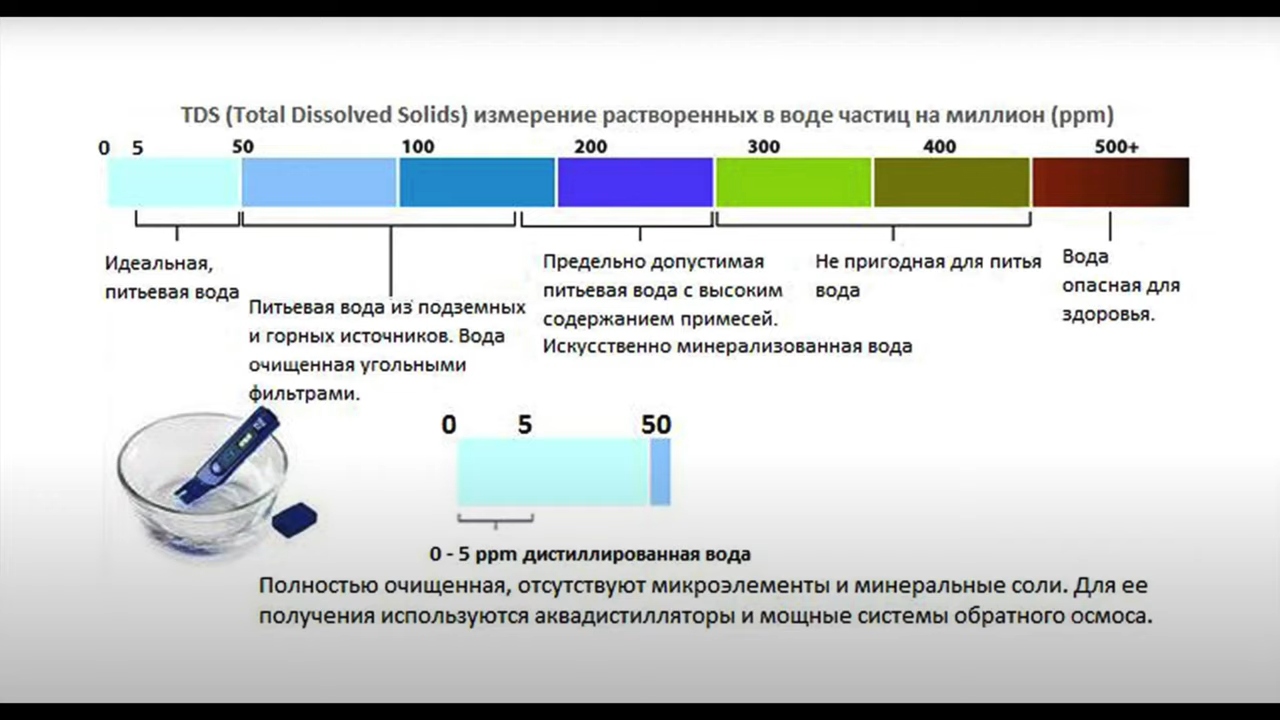 TDS (Total Dissolved Solids) измерение растворенных в воде частиц на миллион (ppm)
0 5 50 100 200 300 400 500+
Идеальная,
питьевая вода
Питьевая вода из подземных
и горных источников. Вода
очищенная угольными
фильтрами.
Предельно допустимая
питьевая вода с высоким
содержанием примесей.
Искусственно минерализованная вода
Не пригодная для питья
вода
Вода
опасная для
здоровья.
0 5 50
0 - 5 ppm дистиллированная вода
Полностью очищенная, отсутствуют микроэлементы и минеральные соли. Для ее
получения используются аквадистилляторы и мощные системы обратного осмоса.